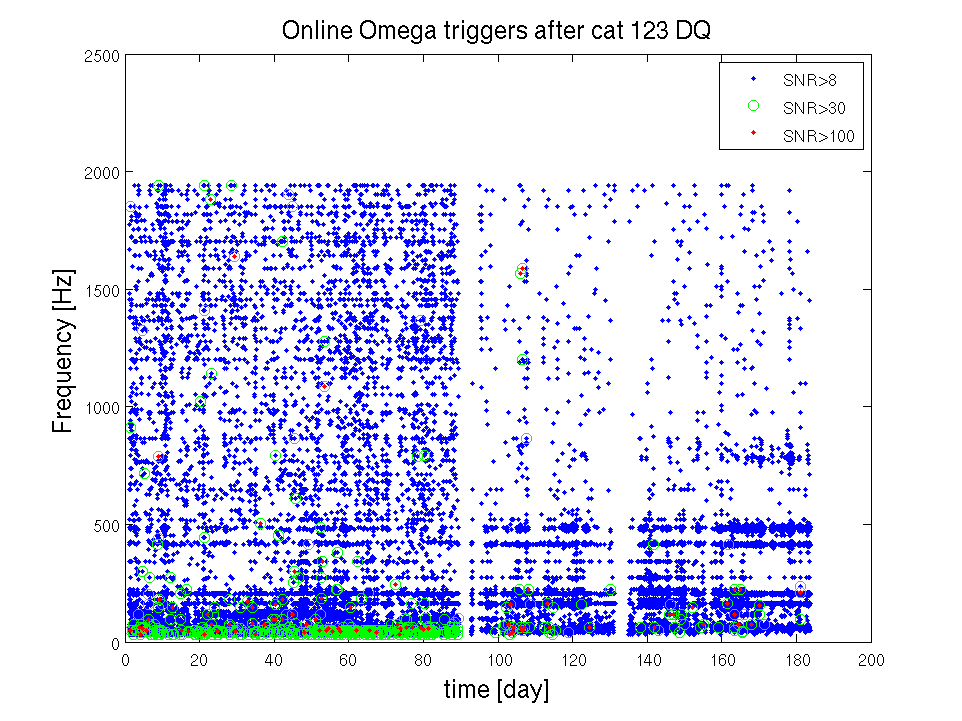 Online Omega triggers after cat 123 DQ
2500
2000
1500
1000
500
0
Frequency [Hz]
SNR>8
SNR>30
SNR>100
0 20 40 60 80 100 120 140 160 180 200
time [day]